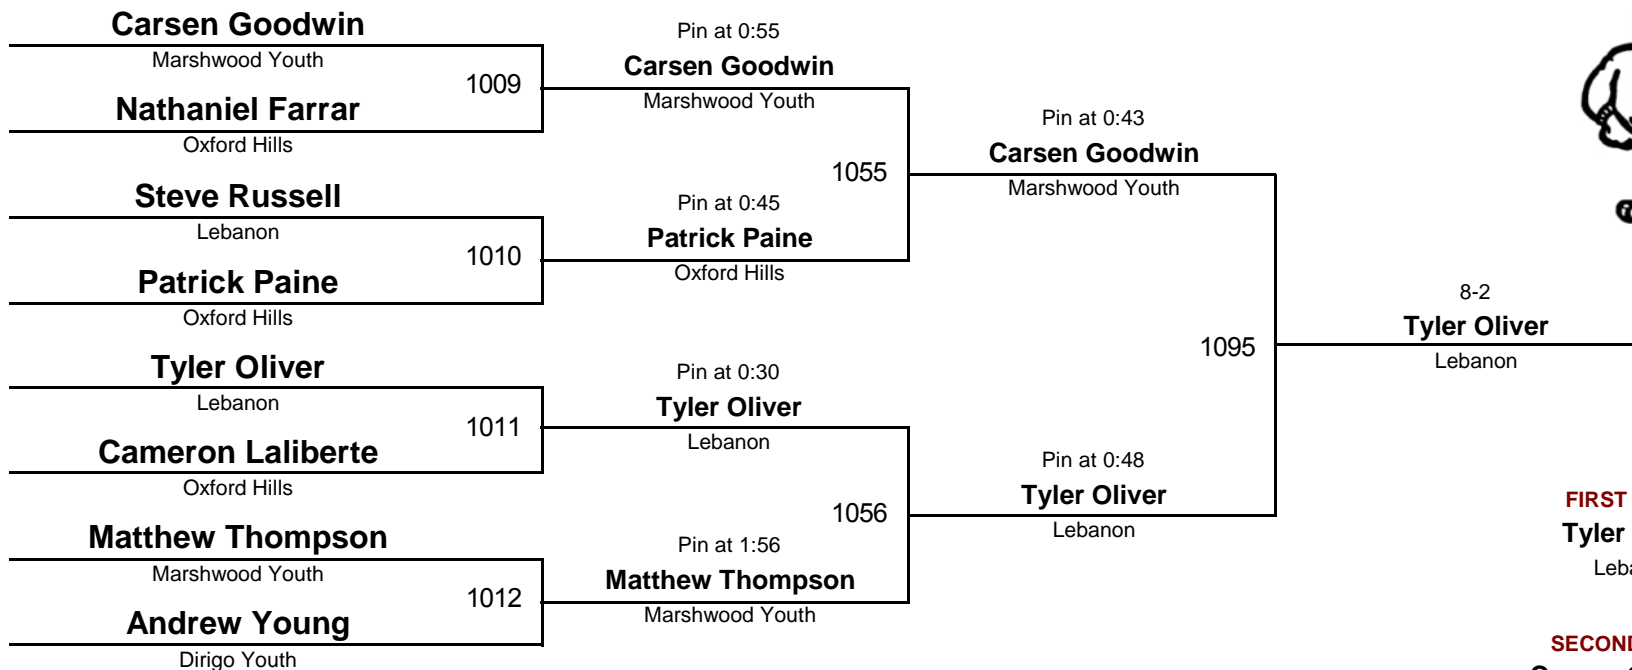 Carsen Goodwin
Marshwood Youth
1009
Nathaniel Farrar
Oxford Hills
Steve Russell
Lebanon
1010
Patrick Paine
Oxford Hills
Tyler Oliver
Lebanon
1011
Cameron Laliberte
Oxford Hills
Matthew Thompson
Marshwood Youth
1012
Andrew Young
Dirigo Youth
Pin at 0:55
Carsen Goodwin
Marshwood Youth
1055
Pin at 0:45
Patrick Paine
Oxford Hills
Pin at 0:30
Tyler Oliver
Lebanon
1056
Pin at 1:56
Matthew Thompson
Marshwood Youth
Pin at 0:43
Carsen Goodwin
Marshwood Youth
1095
Pin at 0:48
Tyler Oliver
Lebanon
8-2
Tyler Oliver
Lebanon
FIRST
Tyler
Leba
SECOND